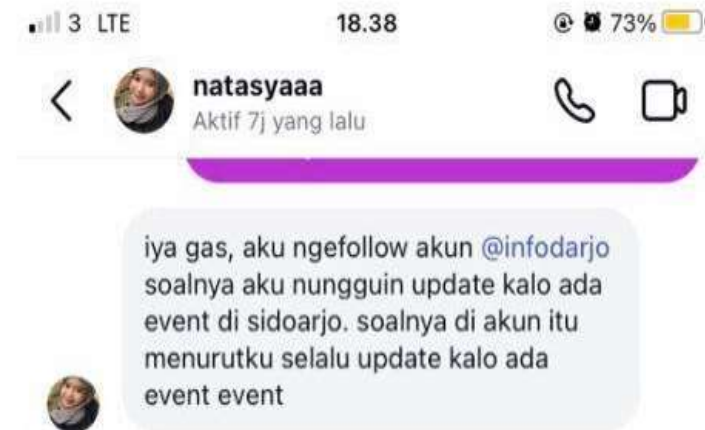 3 LTE 18.38 73%
natasyaaa
Aktif 7j yang lalu
iya gas, aku ngefollow akun @infodarjo
soalnya aku nungguin update kalo ada
event di sidoarjo. soalnya di akun itu
menurutku selalu update kalo ada
event event